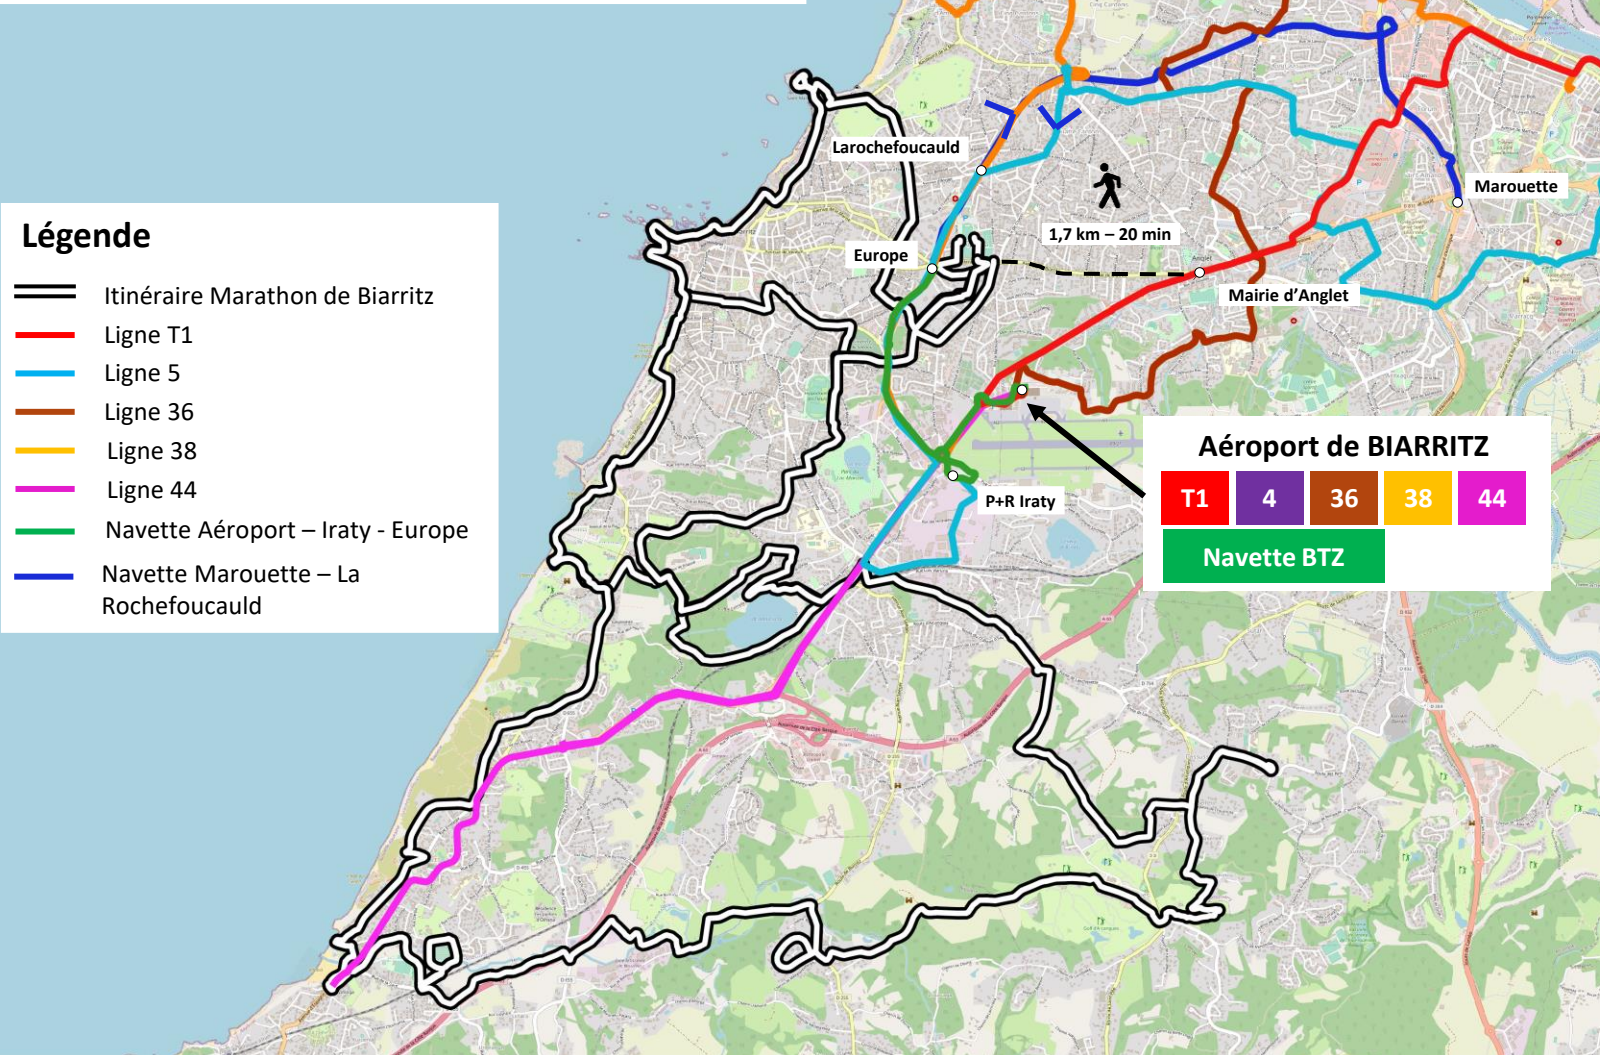 Larochefoucauld
Marouette
1,7 km – 20 min
Europe
Mairie d'Anglet
Anglet
P+R Iraty
Légende
Itinéraire Marathon de Biarritz
Ligne T1
Ligne 5
Ligne 36
Ligne 38
Ligne 44
Navette Aéroport – Iraty - Europe
Navette Marouette – La
Rochefoucauld
Aéroport de BIARRITZ
T1 4 36 38 44
Navette BTZ